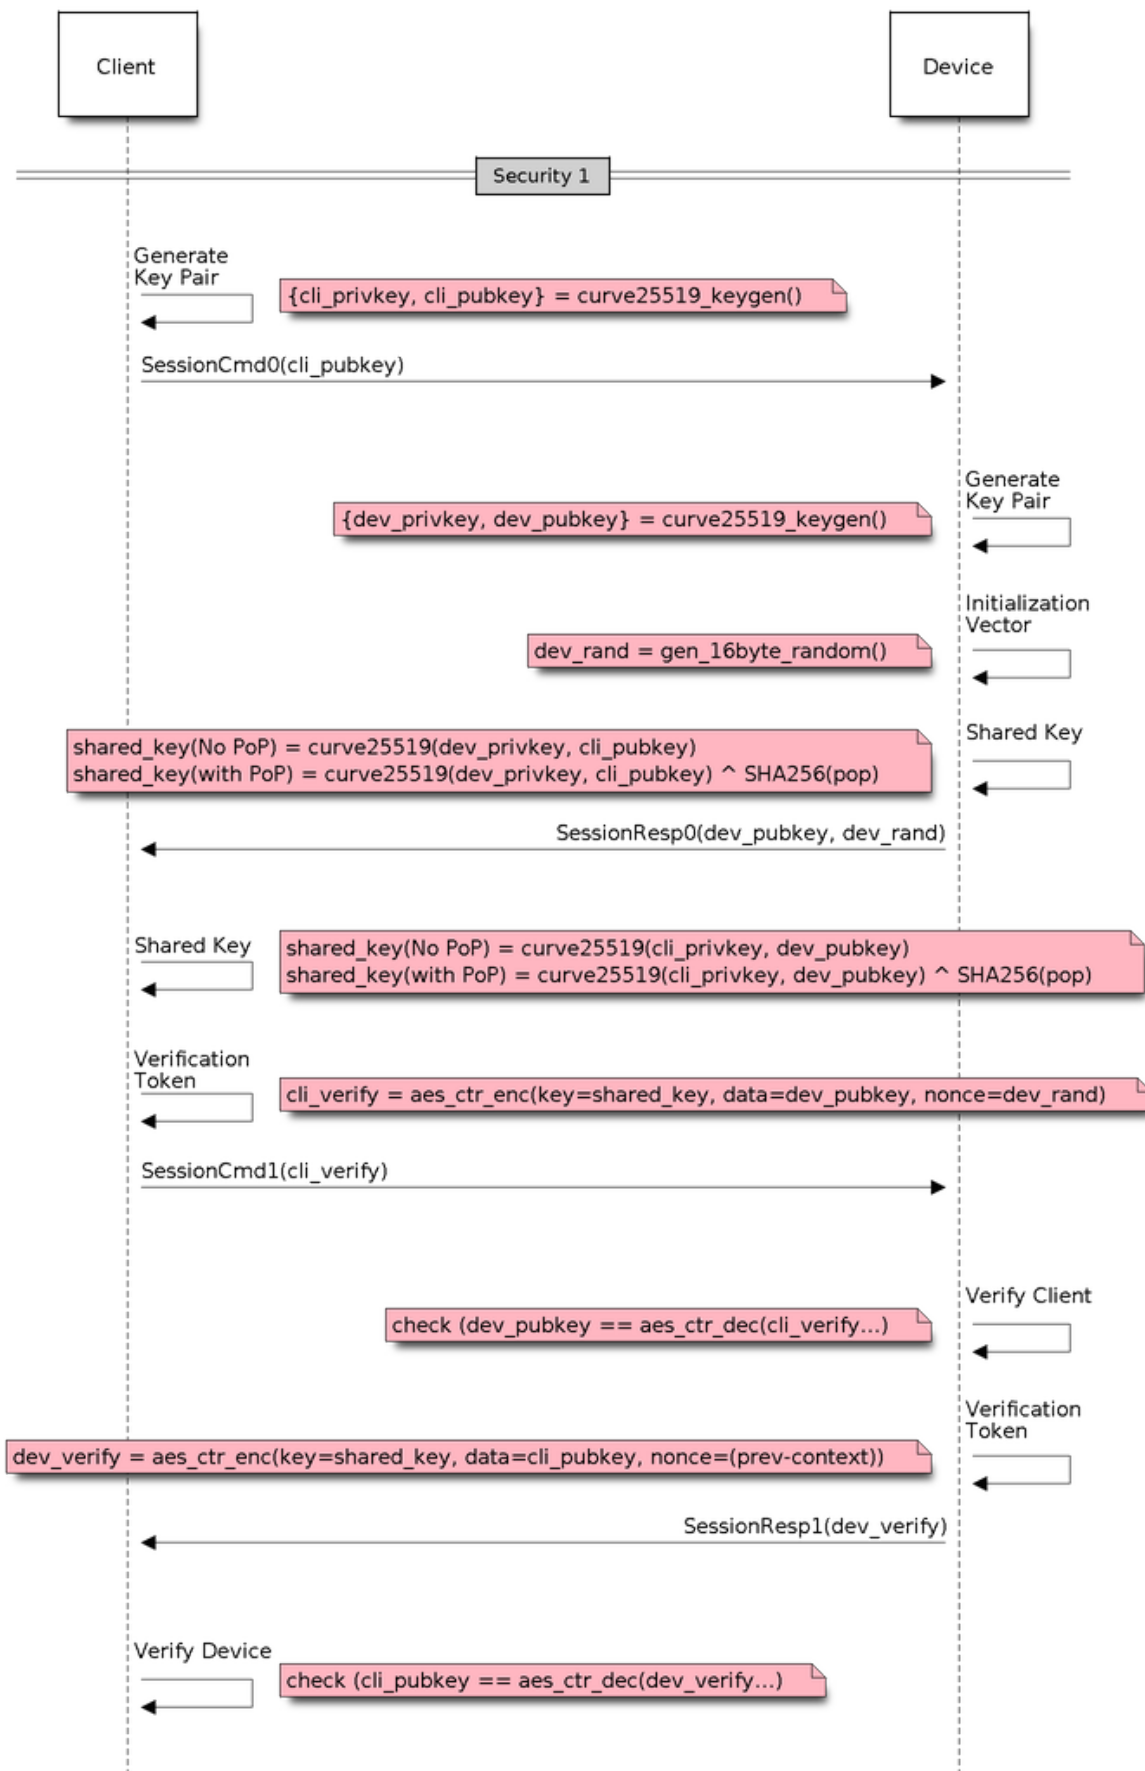 Client
Device
Security 1
Generate
Key Pair
{cli_privkey, cli_pubkey} = curve25519_keygen()
SessionCmd0(cli_pubkey)
Generate
Key Pair
{dev_privkey, dev_pubkey} = curve25519_keygen()
Initialization
Vector
dev_rand = gen_16byte_random()
Shared Key
shared_key(No PoP) = curve25519(dev_privkey, cli_pubkey)
shared_key(with PoP) = curve25519(dev_privkey, cli_pubkey) ^ SHA256(pop)
SessionResp0(dev_pubkey, dev_rand)
Shared Key
shared_key(No PoP) = curve25519(cli_privkey, dev_pubkey)
shared_key(with PoP) = curve25519(cli_privkey, dev_pubkey) ^ SHA256(pop)
Verification
Token
cli_verify = aes_ctr_enc(key=shared_key, data=dev_pubkey, nonce=dev_rand)
SessionCmd1(cli_verify)
Verify Client
check (dev_pubkey == aes_ctr_dec(cli_verify...)
Verification
Token
dev_verify = aes_ctr_enc(key=shared_key, data=cli_pubkey, nonce=(prev-context))
SessionResp1(dev_verify)
Verify Device
check (cli_pubkey == aes_ctr_dec(dev_verify...)